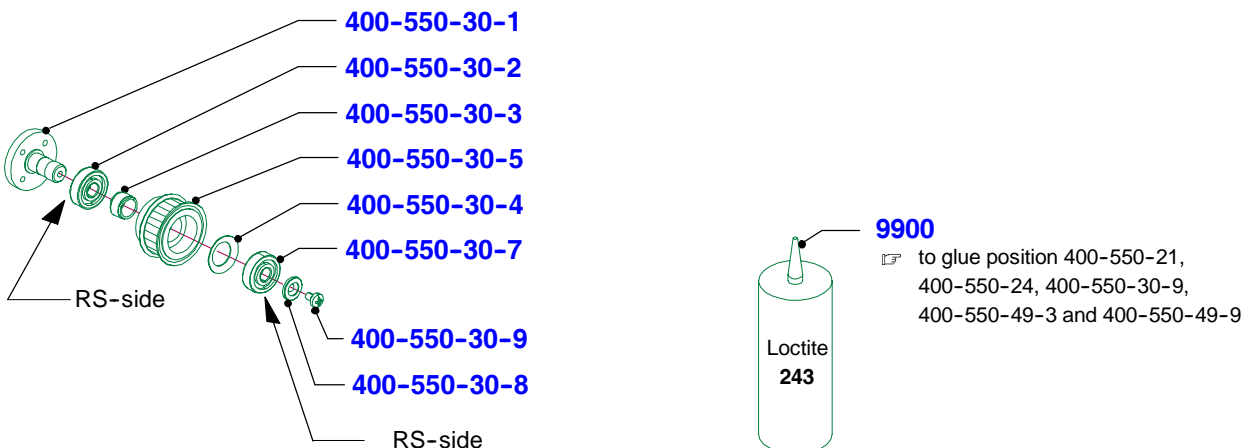 400-550-30-1
400-550-30-2
400-550-30-3
400-550-30-5
400-550-30-4
400-550-30-7
RS-side
400-550-30-9
400-550-30-8
RS-side
9900
☞ to glue position 400-550-21,
400-550-24, 400-550-30-9,
400-550-49-3 and 400-550-49-9
Loctite
243